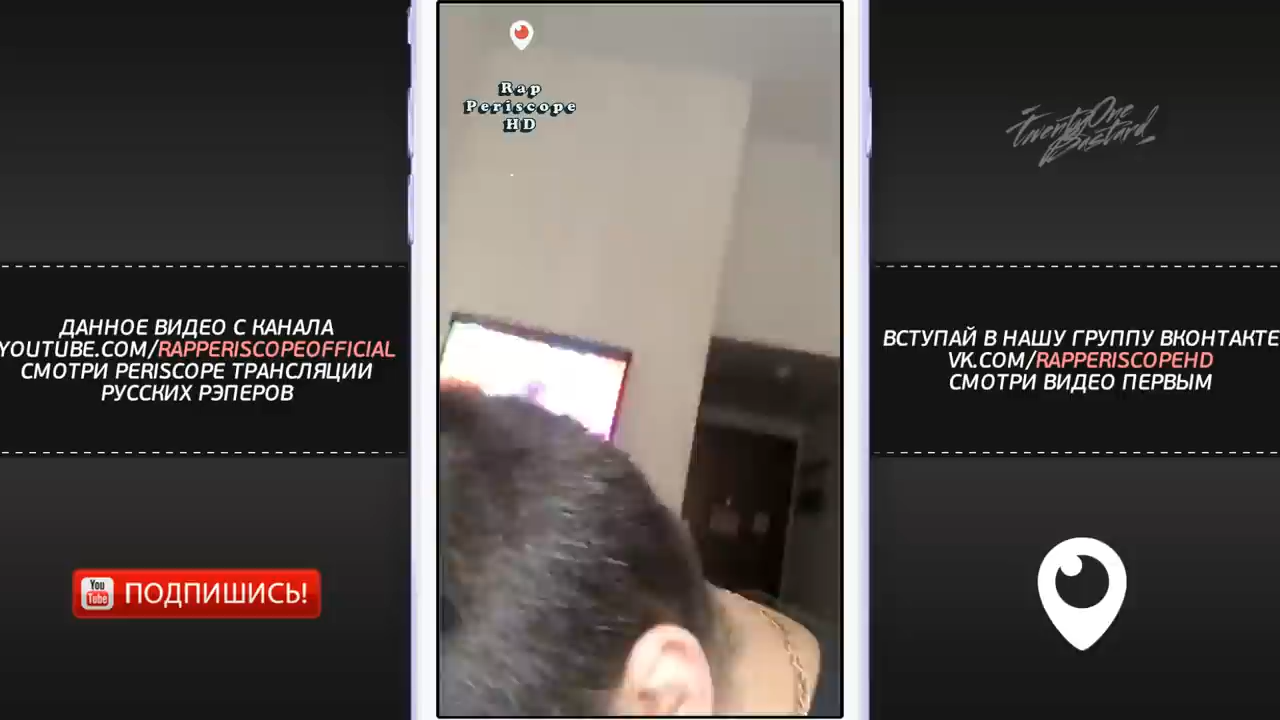 Rap
Periscope
HD
TwentyOne
Bastard
ДАННОЕ ВИДЕО С КАНАЛА
YOUTUBE.COM/RAPPERISCOPEOFFICIAL
СМОТРИ PERISCOPE ТРАНСЛЯЦИИ
РУССКИХ РЭПЕРОВ
ВСТУПАЙ В НАШУ ГРУППУ ВКОНТАКТЕ
VK.COM/RAPPERISCOPEHD
СМОТРИ ВИДЕО ПЕРВЫМ
You
Tube
ПОДПИШИСЬ!